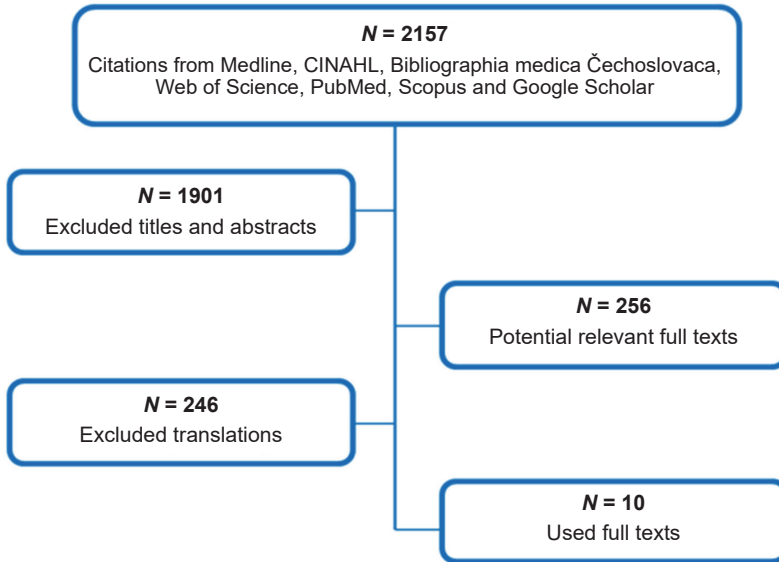 N = 2157
Citations from Medline, CINAHL, Bibliographia medica Čechoslovaca,
Web of Science, PubMed, Scopus and Google Scholar
N = 1901
Excluded titles and abstracts
N = 256
Potential relevant full texts
N = 246
Excluded translations
N = 10
Used full texts